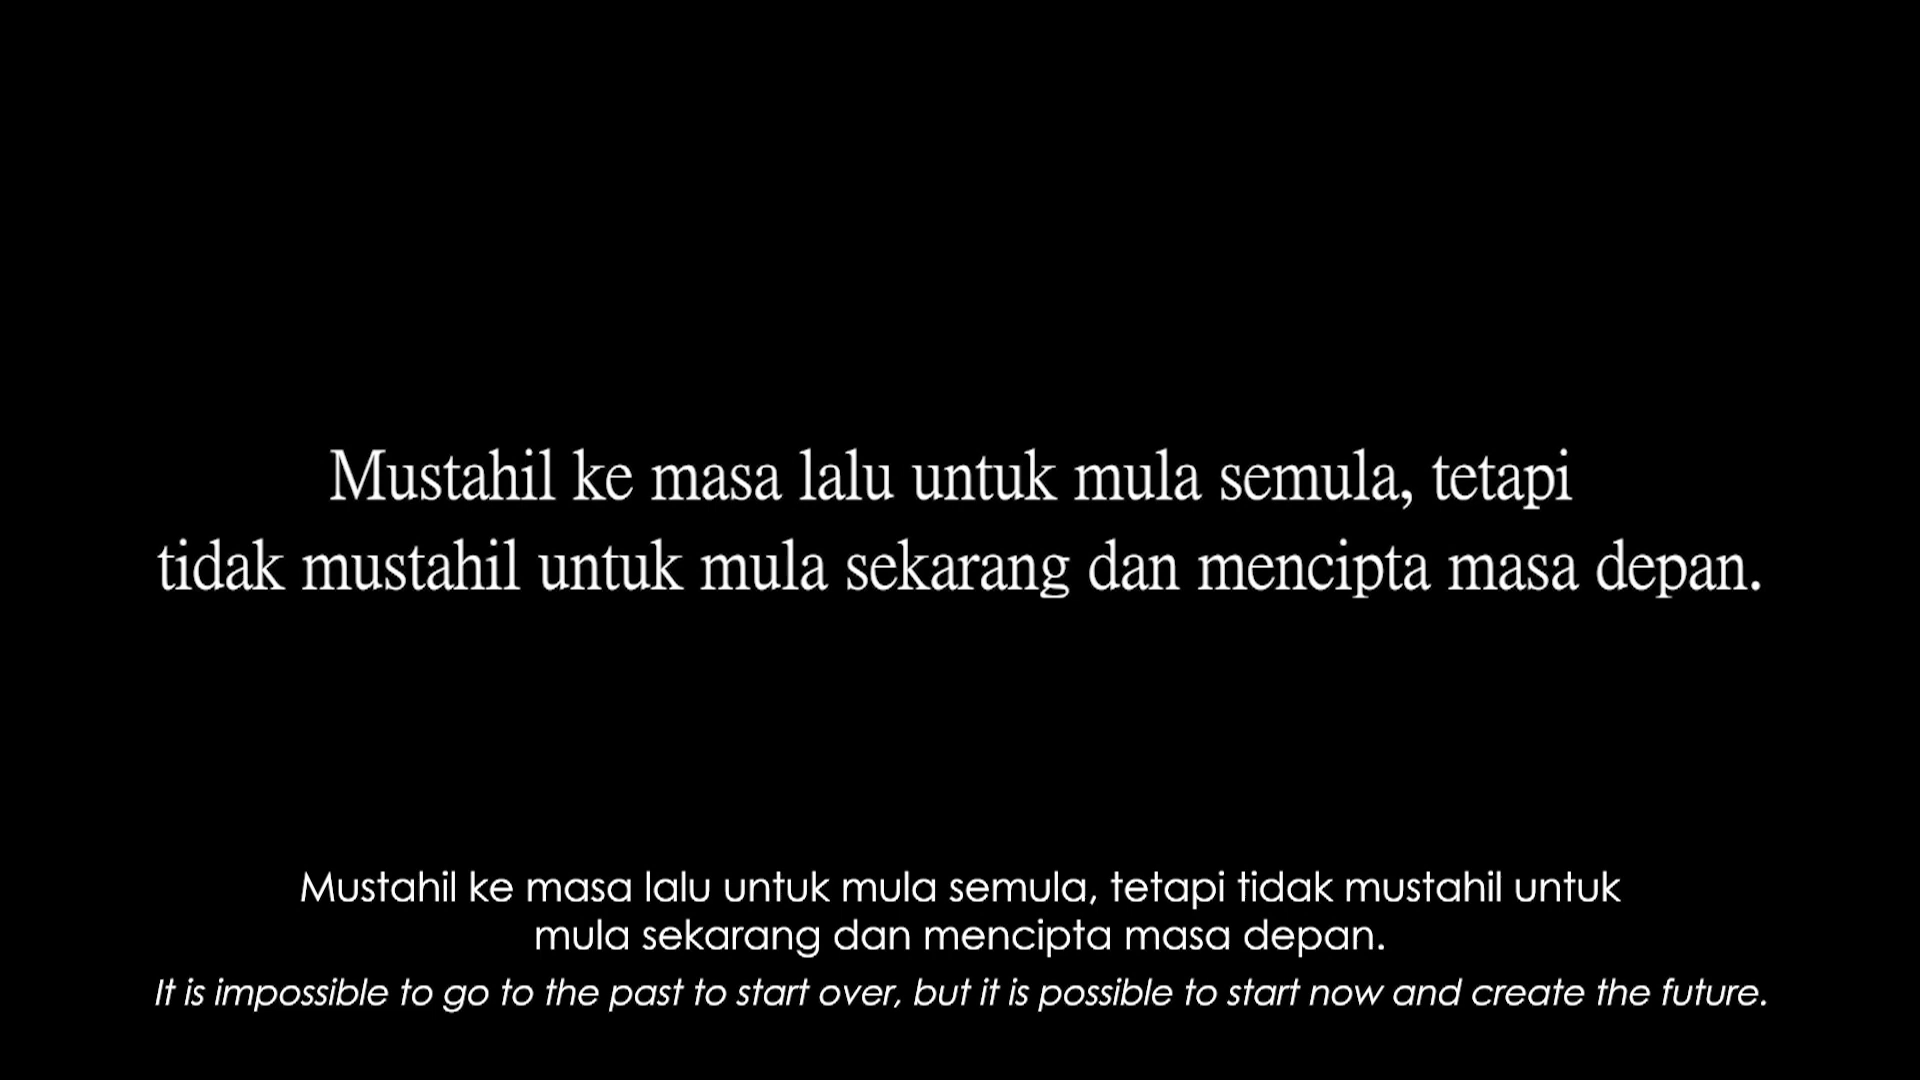 Mustahil ke masa lalu untuk mula semula, tetapi
tidak mustahil untuk mula sekarang dan mencipta masa depan.
Mustahil ke masa lalu untuk mula semula, tetapi tidak mustahil untuk
mula sekarang dan mencipta masa depan.
It is impossible to go to the past to start over, but it is possible to start now and create the future.